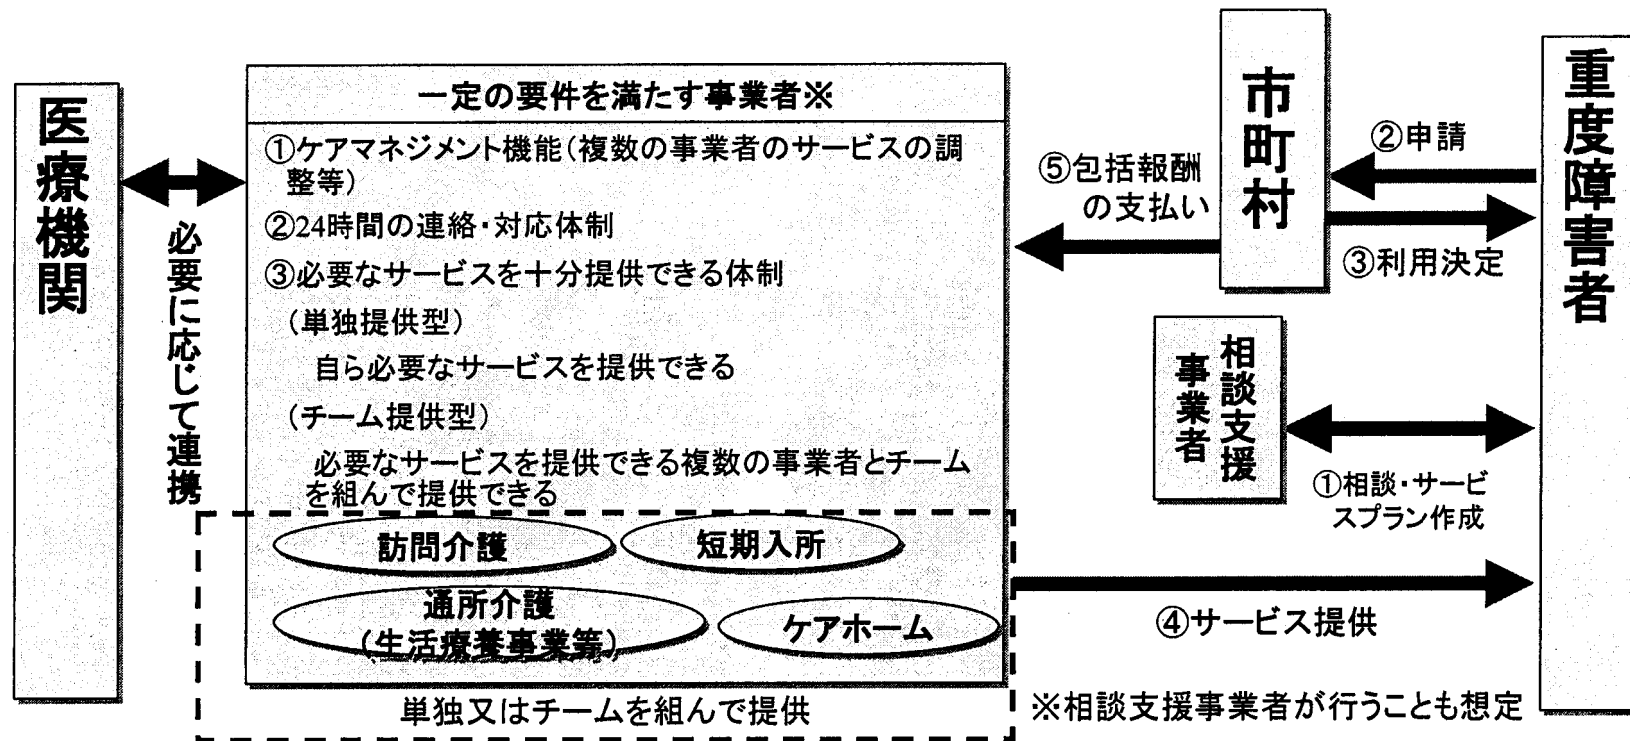 医療機関
必要に応じて連携
一定の要件を満たす事業者※
①ケアマネジメント機能(複数の事業者のサービスの調
整等)
②24時間の連絡・対応体制
③必要なサービスを十分提供できる体制
(単独提供型)
自ら必要なサービスを提供できる
(チーム提供型)
必要なサービスを提供できる複数の事業者とチーム
を組んで提供できる
訪問介護
短期入所
通所介護
(生活療養事業等)
ケアホーム
単独又はチームを組んで提供
⑤包括報酬
の支払い
市町村
②申請
③利用決定
相談支援
事業者
①相談・サービ
スプラン作成
④サービス提供
※相談支援事業者が行うことも想定
重度障害者